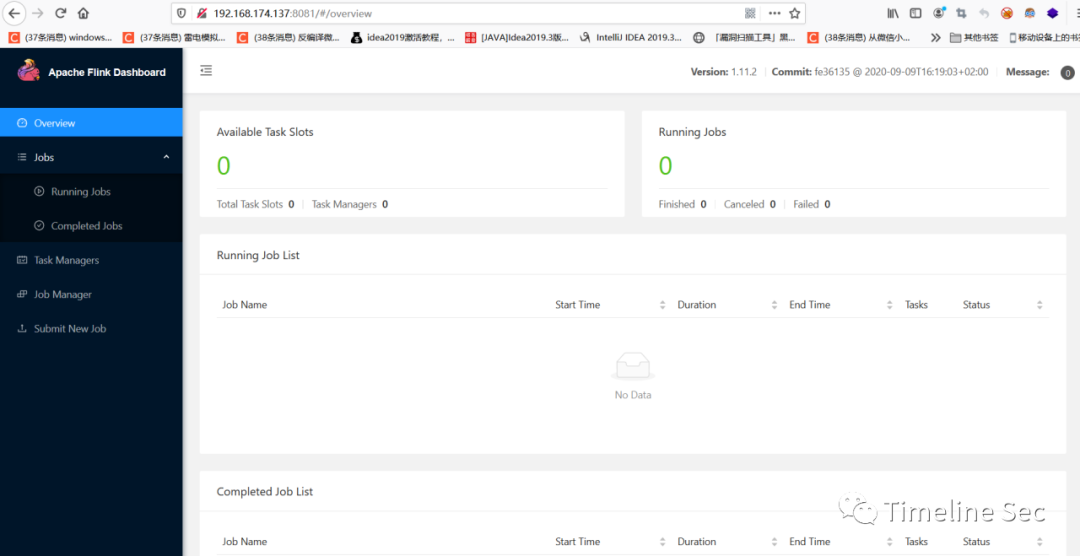 192.168.174.137:8081/#/overview
(37条消息) windows... (37条消息) 雷电模拟... (38条消息) 反编译微... idea2019激活教程，... [JAVA]Idea2019.3版... IntelliJ IDEA 2019.3... 「漏洞扫描工具」黑... (38条消息) 从微信小... 其他书签 移动设备上的书签
Apache Flink Dashboard
Version: 1.11.2 Commit: fe36135 @ 2020-09-09T16:19:03+02:00 Message: 0
Overview
Jobs
Running Jobs
Completed Jobs
Task Managers
Job Manager
Submit New Job
Available Task Slots
0
Total Task Slots 0 Task Managers 0
Running Jobs
0
Finished 0 Canceled 0 Failed 0
Running Job List
Job Name Start Time Duration End Time Tasks Status
No Data
Completed Job List
Job Name Start Time Duration End Time Tasks Status
Timeline Sec